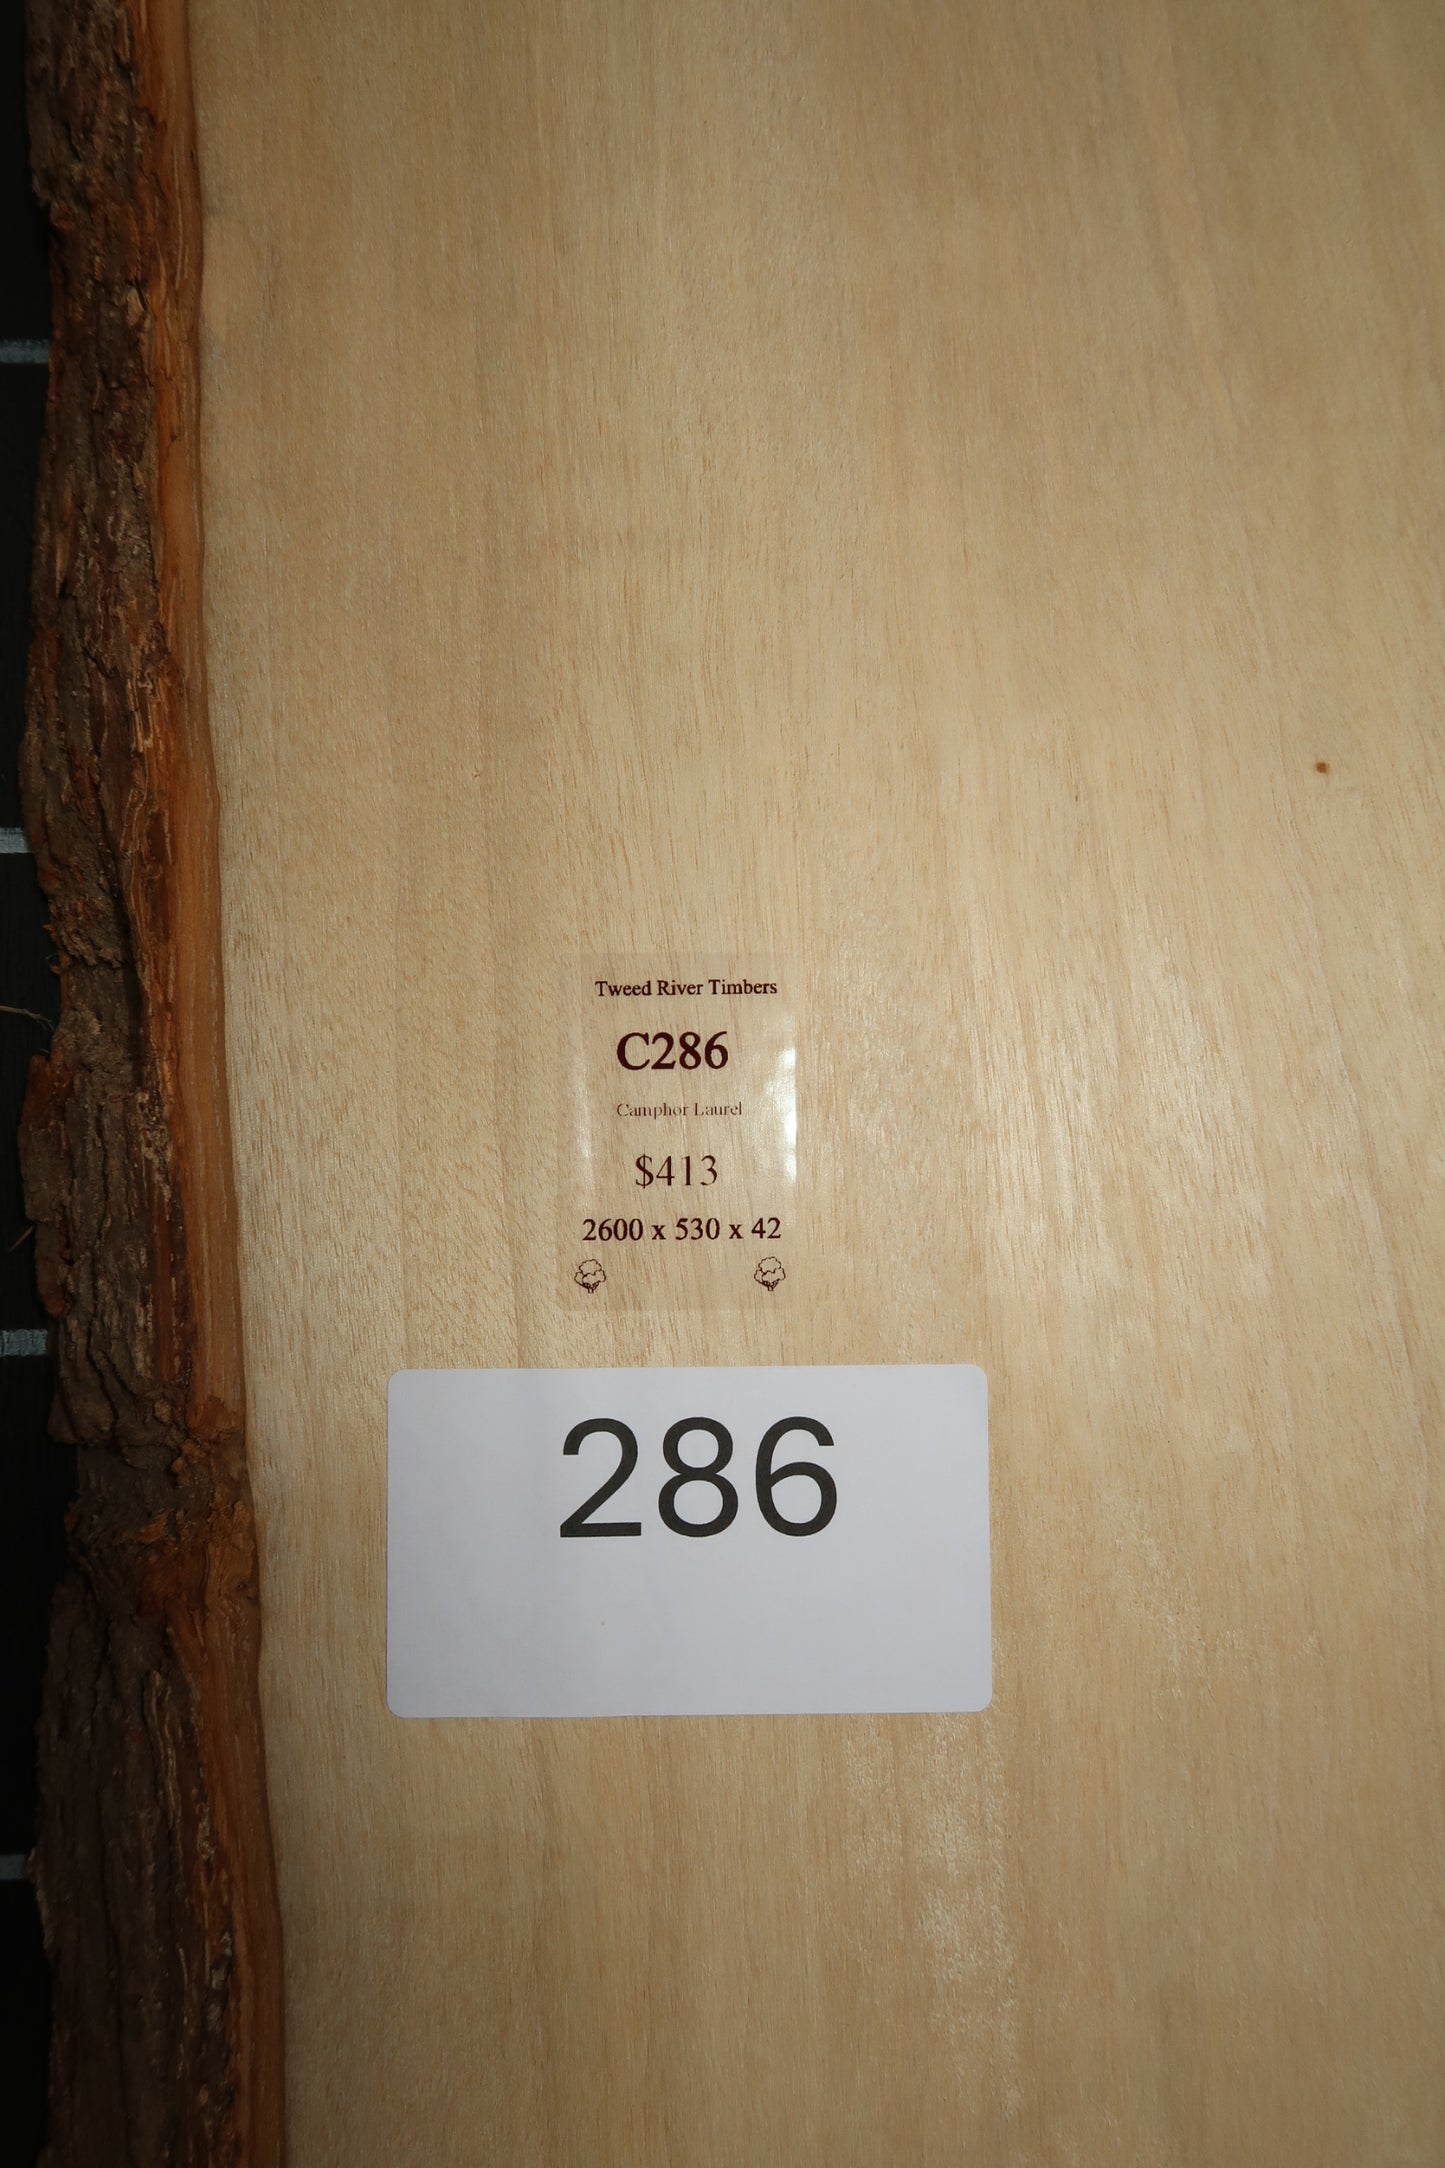 Tweed River Timbers
C286
Camphor Laurel
$413
2600 x 530 x 42
286